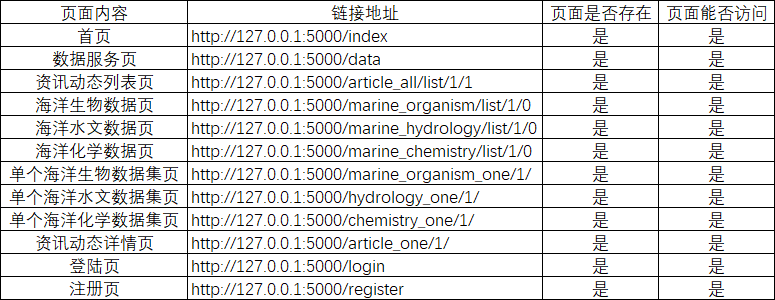 页面内容 链接地址 页面是否存在 页面能否访问
首页 http://127.0.0.1:5000/index 是 是
数据服务页 http://127.0.0.1:5000/data 是 是
资讯动态列表页 http://127.0.0.1:5000/article_all/list/1/1 是 是
海洋生物数据页 http://127.0.0.1:5000/marine_organism/list/1/0 是 是
海洋水文数据页 http://127.0.0.1:5000/marine_hydrology/list/1/0 是 是
海洋化学数据页 http://127.0.0.1:5000/marine_chemistry/list/1/0 是 是
单个海洋生物数据集页 http://127.0.0.1:5000/marine_organism_one/1/ 是 是
单个海洋水文数据集页 http://127.0.0.1:5000/hydrology_one/1/ 是 是
单个海洋化学数据集页 http://127.0.0.1:5000/chemistry_one/1/ 是 是
资讯动态详情页 http://127.0.0.1:5000/article_one/1/ 是 是
登陆页 http://127.0.0.1:5000/login 是 是
注册页 http://127.0.0.1:5000/register 是 是